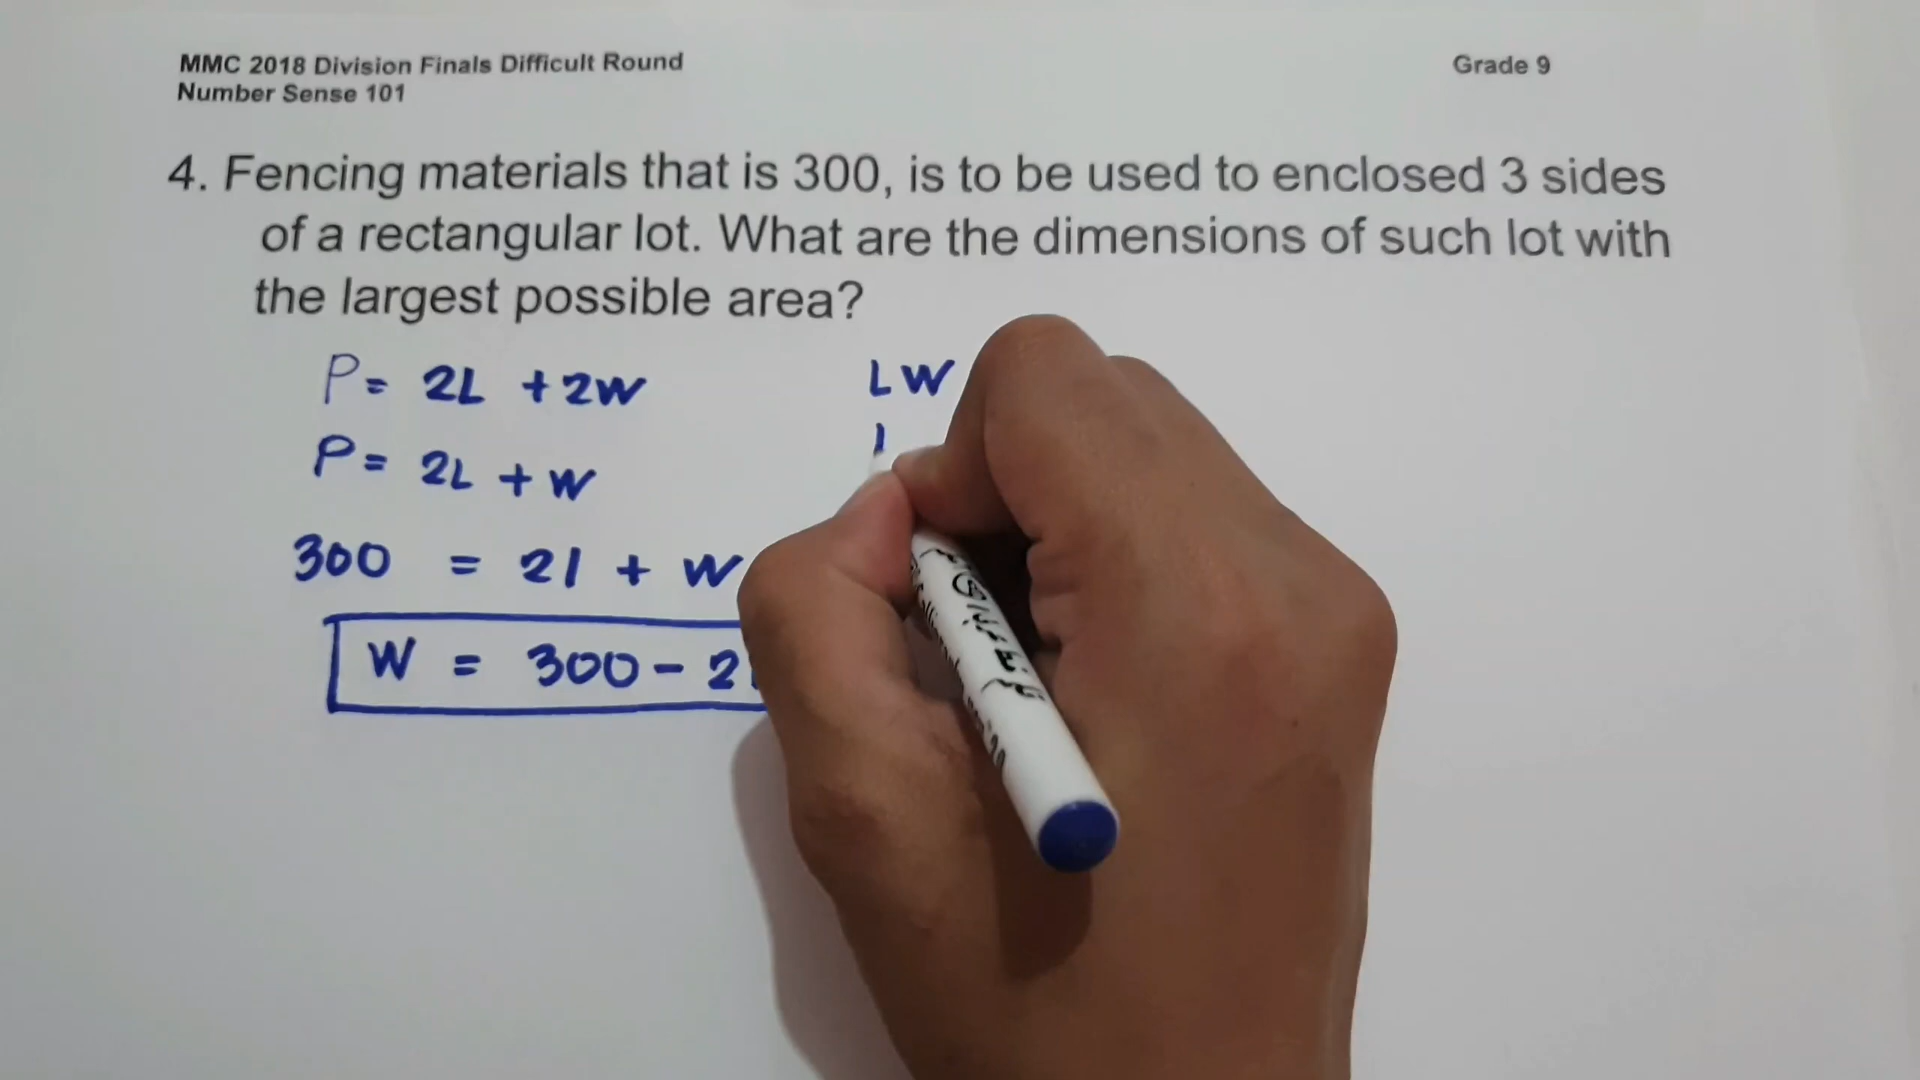 MMC 2018 Division Finals Difficult Round
Grade 9
Number Sense 101
4. Fencing materials that is 300, is to be used to enclosed 3 sides
of a rectangular lot. What are the dimensions of such lot with
the largest possible area?
P = 2L + 2W
LW
P = 2L + W
300 = 2l + W
W = 300 - 2